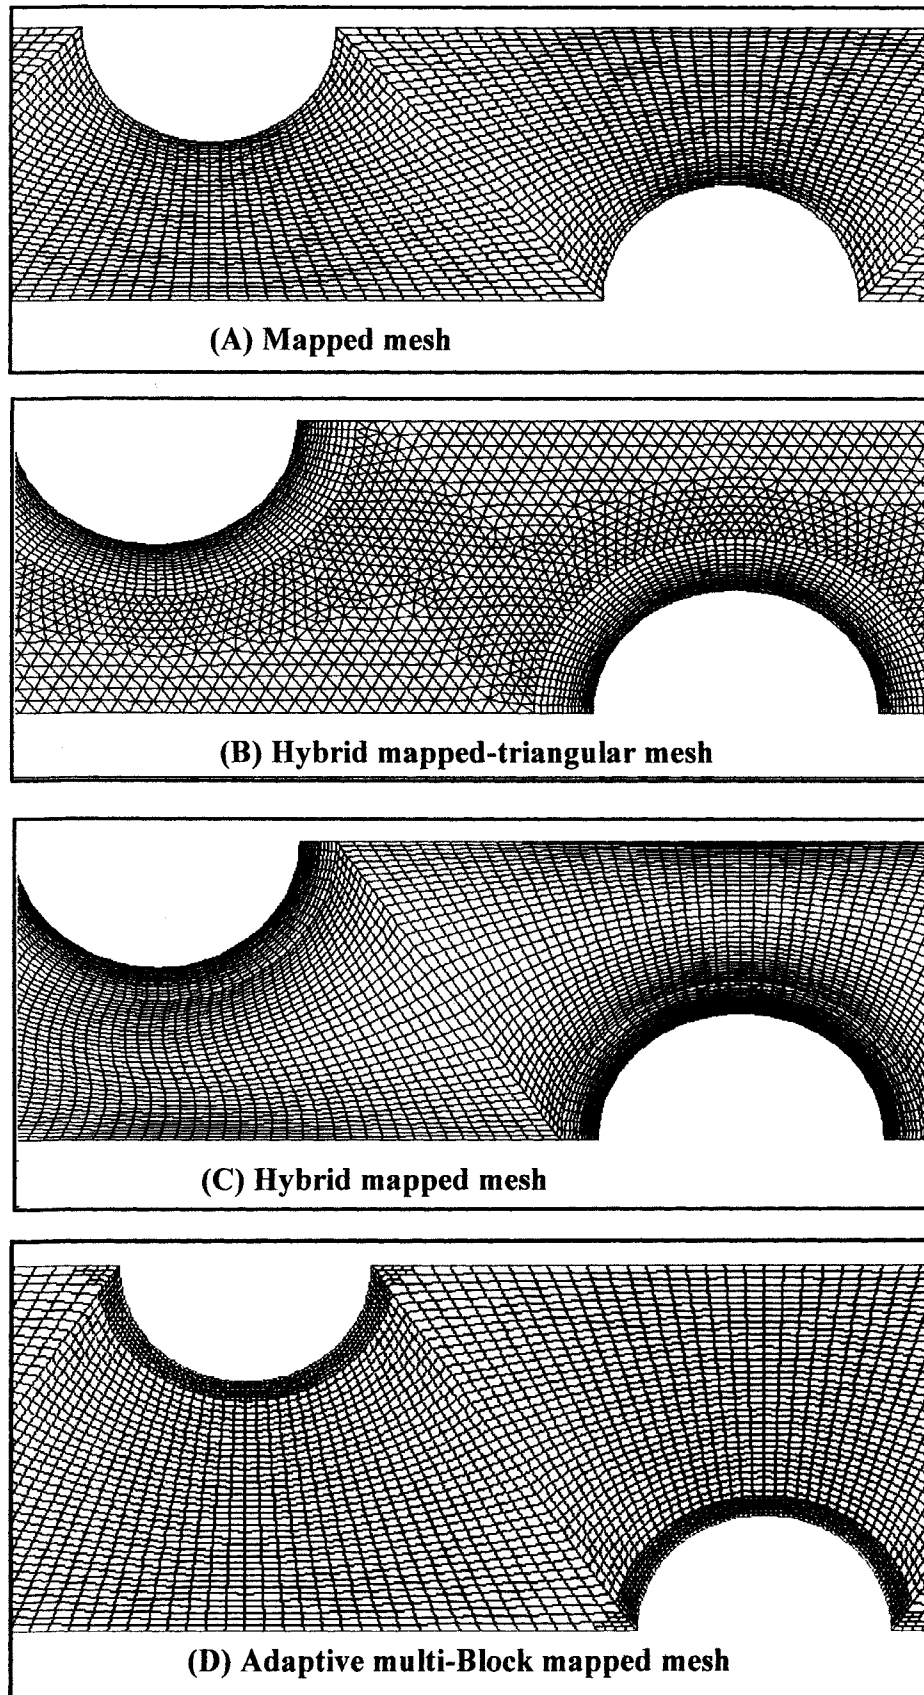 (A) Mapped mesh
(B) Hybrid mapped-triangular mesh
(C) Hybrid mapped mesh
(D) Adaptive multi-Block mapped mesh